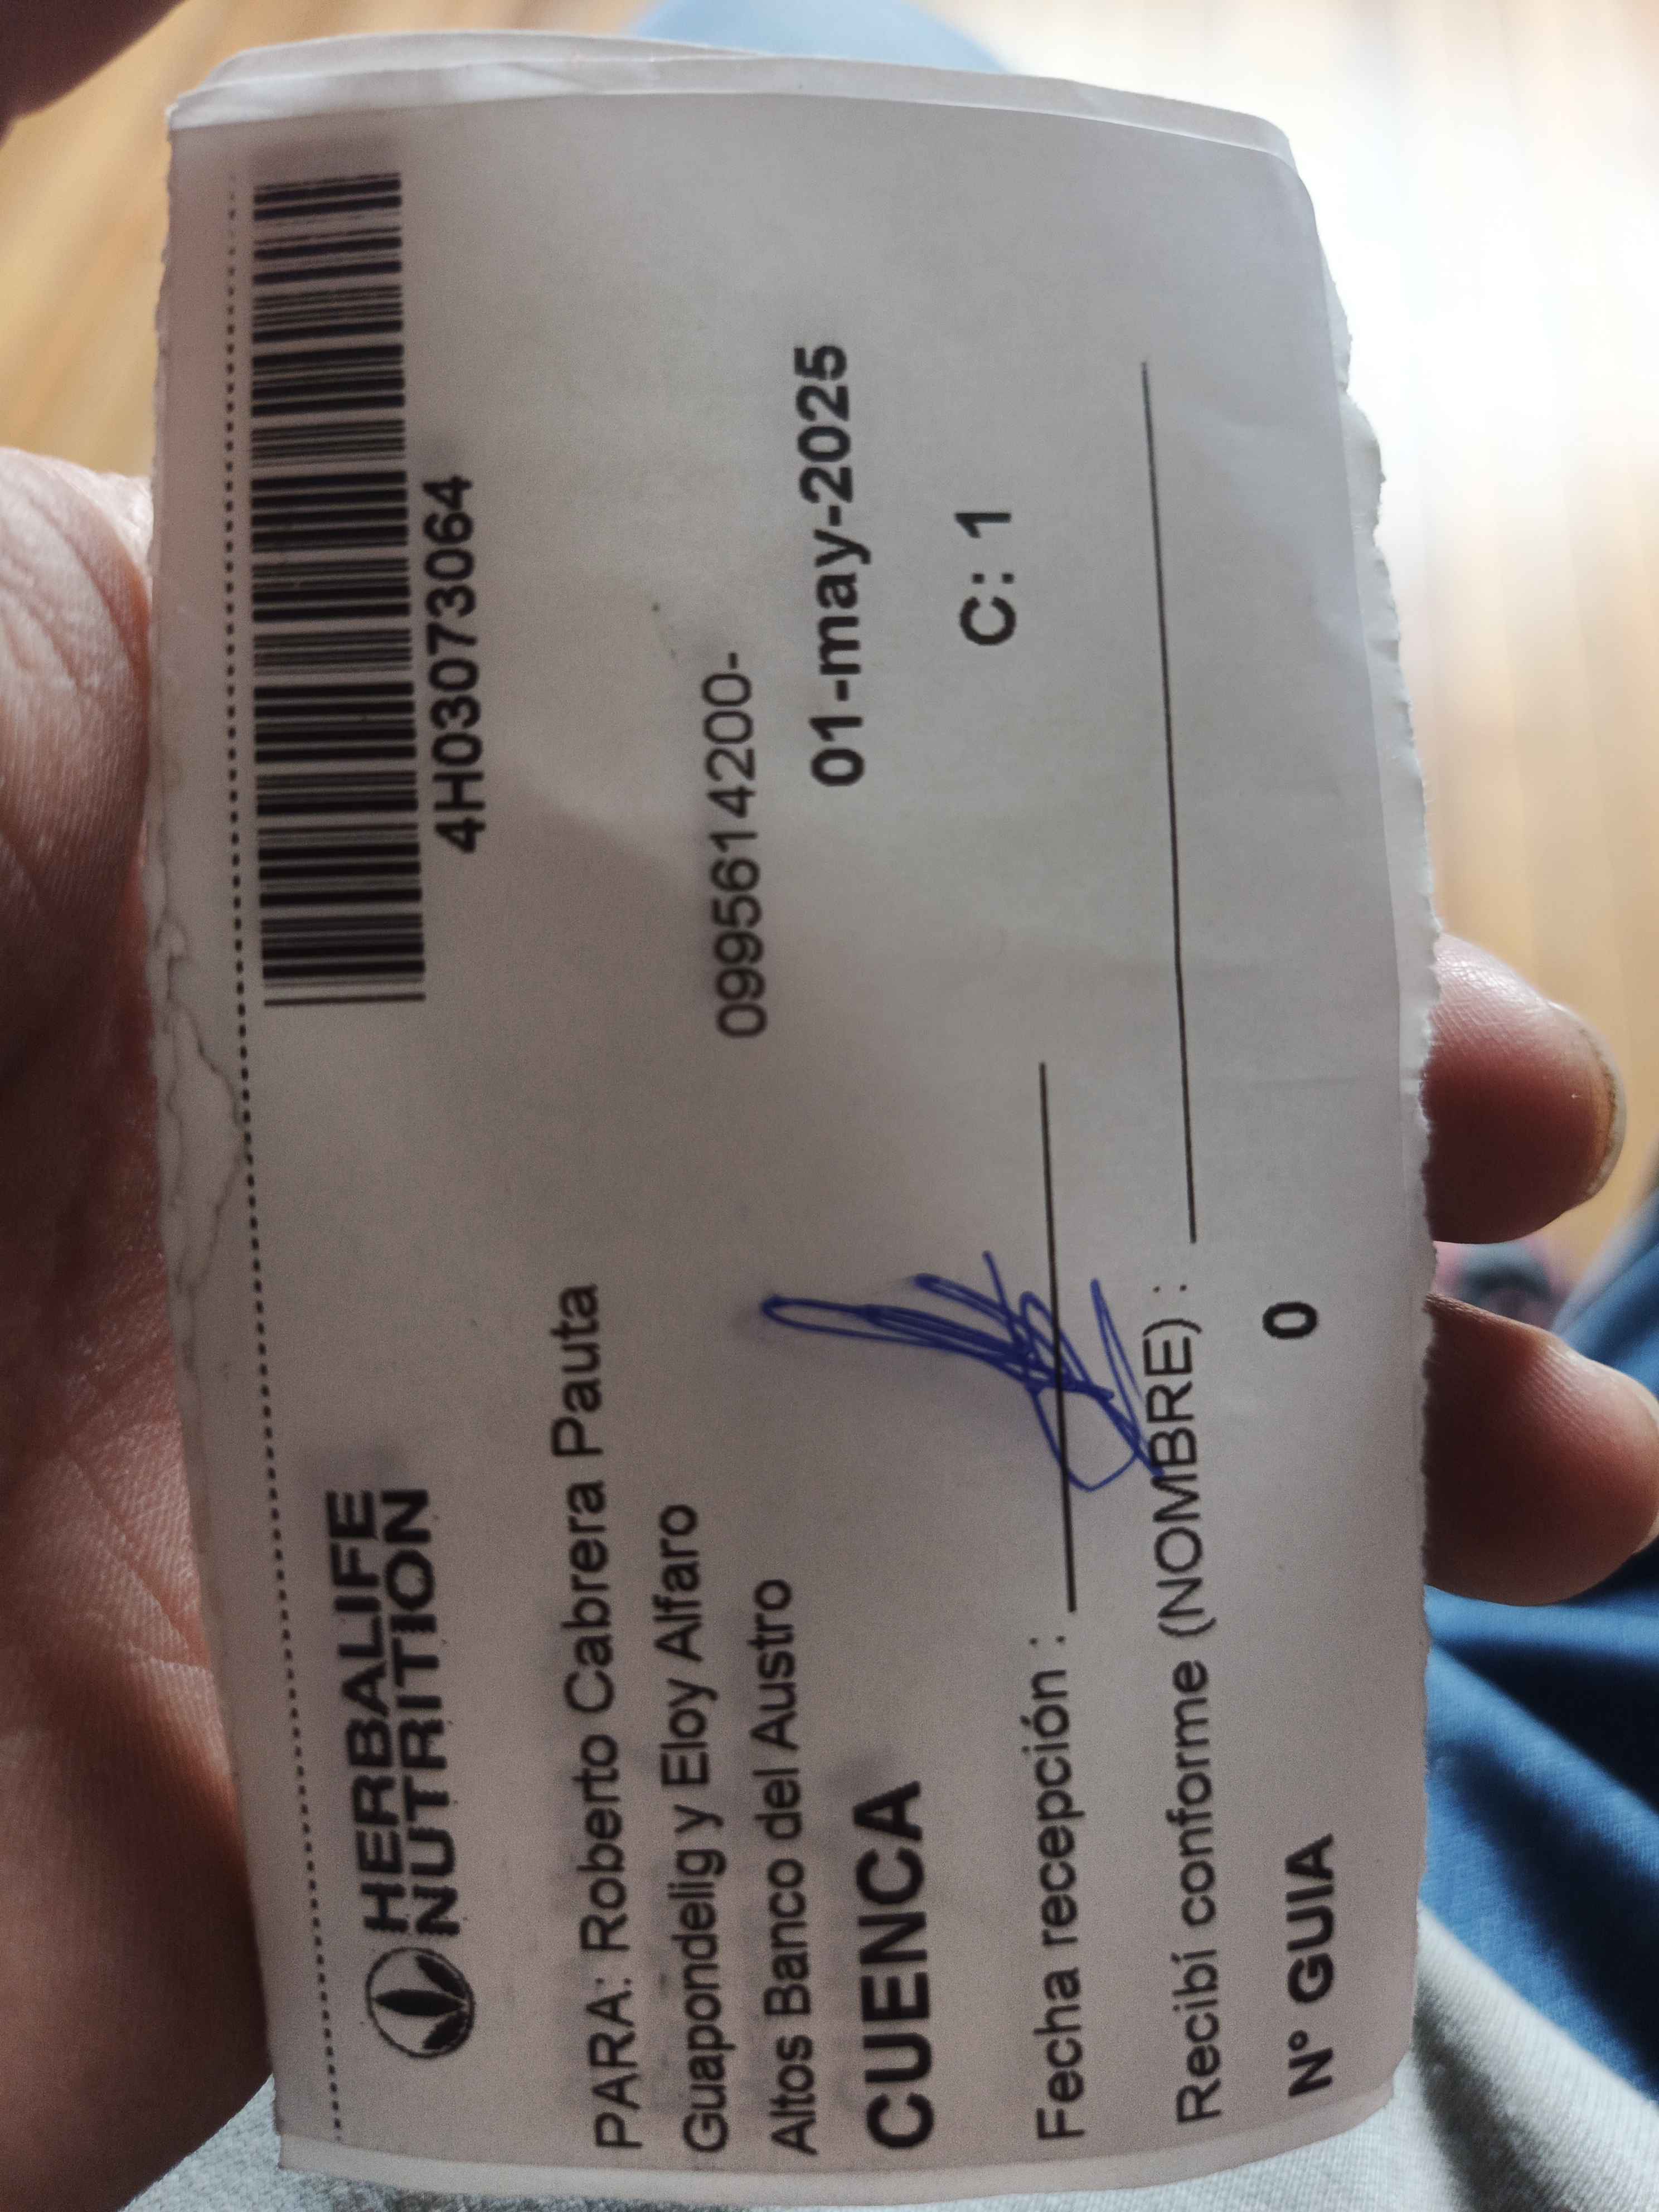 HERBALIFE
NUTRITION
4H03073064
PARA: Roberto Cabrera Pauta
Guapondelig y Eloy Alfaro
0995614200-
Altos Banco del Austro
01-may-2025
CUENCA
C: 1
Fecha recepción :
Recibí conforme (NOMBRE) :
N° GUIA 0